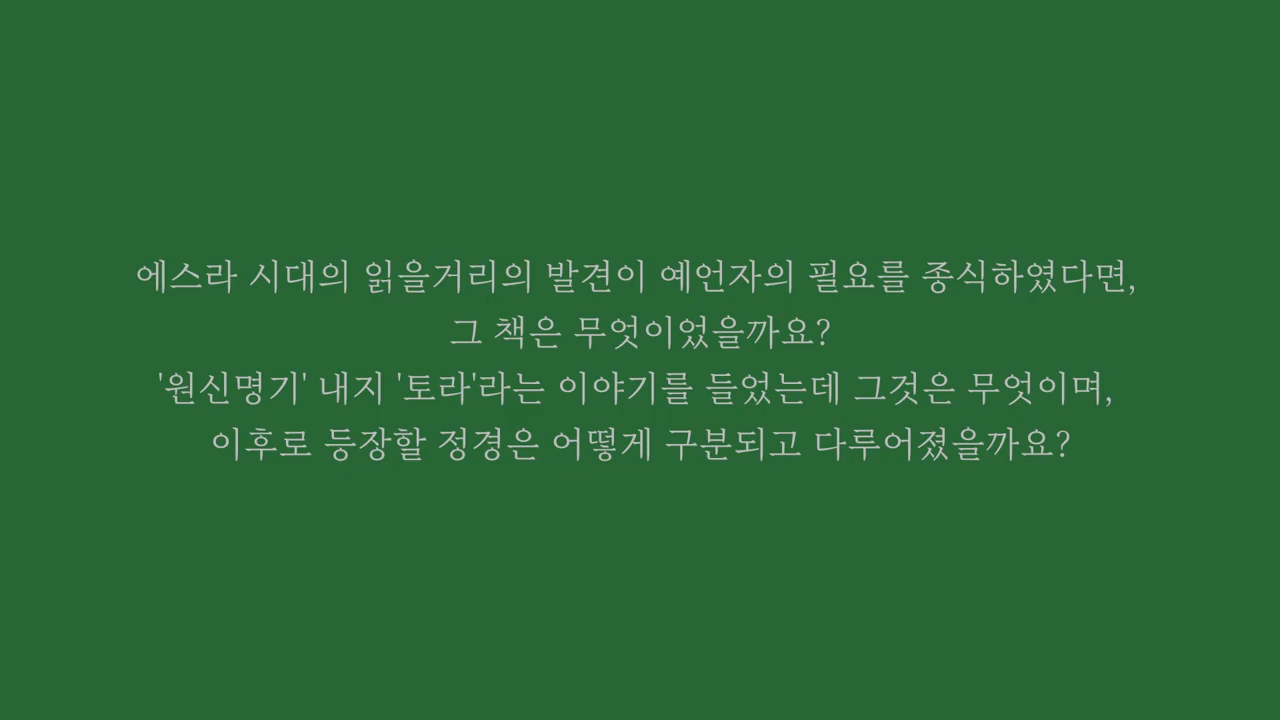 에스라 시대의 읽을거리의 발견이 예언자의 필요를 종식하였다면,
그 책은 무엇이었을까요?
'원신명기' 내지 '토라'라는 이야기를 들었는데 그것은 무엇이며,
이후로 등장할 정경은 어떻게 구분되고 다루어졌을까요?